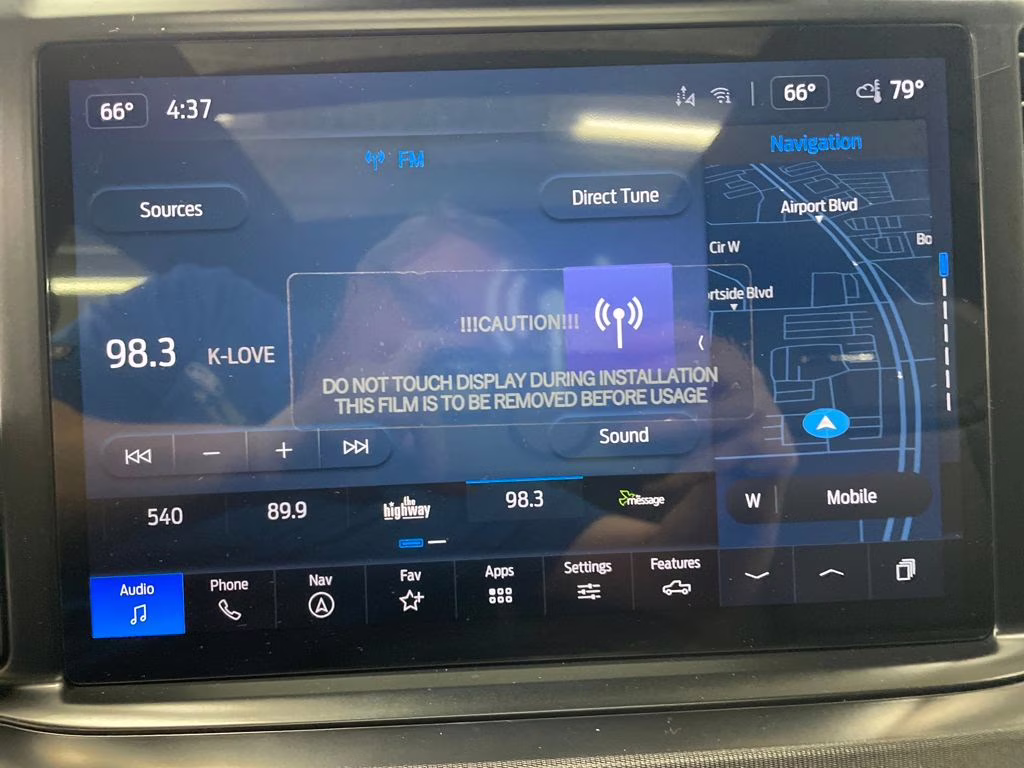 66° 4:37 66° 79°
FM
Navigation
Sources
Direct Tune
Airport Blvd
Cir W
Bo
rtside Blvd
!!!CAUTION!!!
98.3 K-LOVE
DO NOT TOUCH DISPLAY DURING INSTALLATION
THIS FILM IS TO BE REMOVED BEFORE USAGE
Sound
W Mobile
540 89.9 the highway 98.3 message
Audio Phone Nav Fav Apps Settings Features